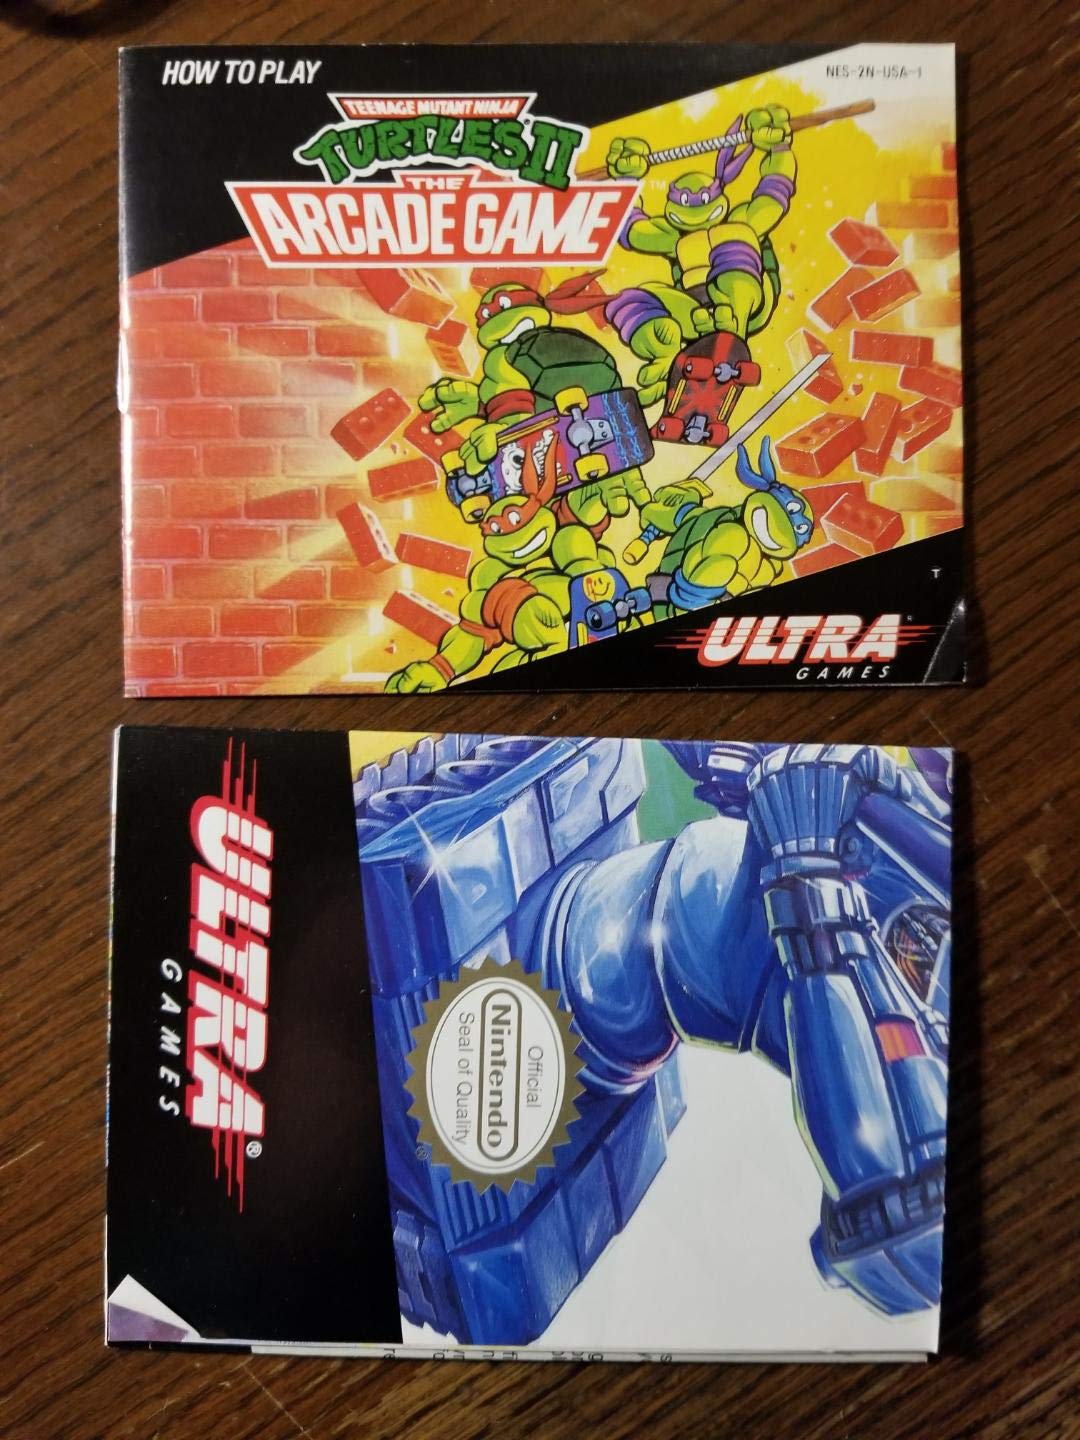 HOW TO PLAY
NES-2N-USA-1
TEENAGE MUTANT NINJA
TURTLES® II
THE
ARCADE GAME™
T
ULTRA®
GAMES
ULTRA®
GAMES
Official
Nintendo
Seal of Quality
®